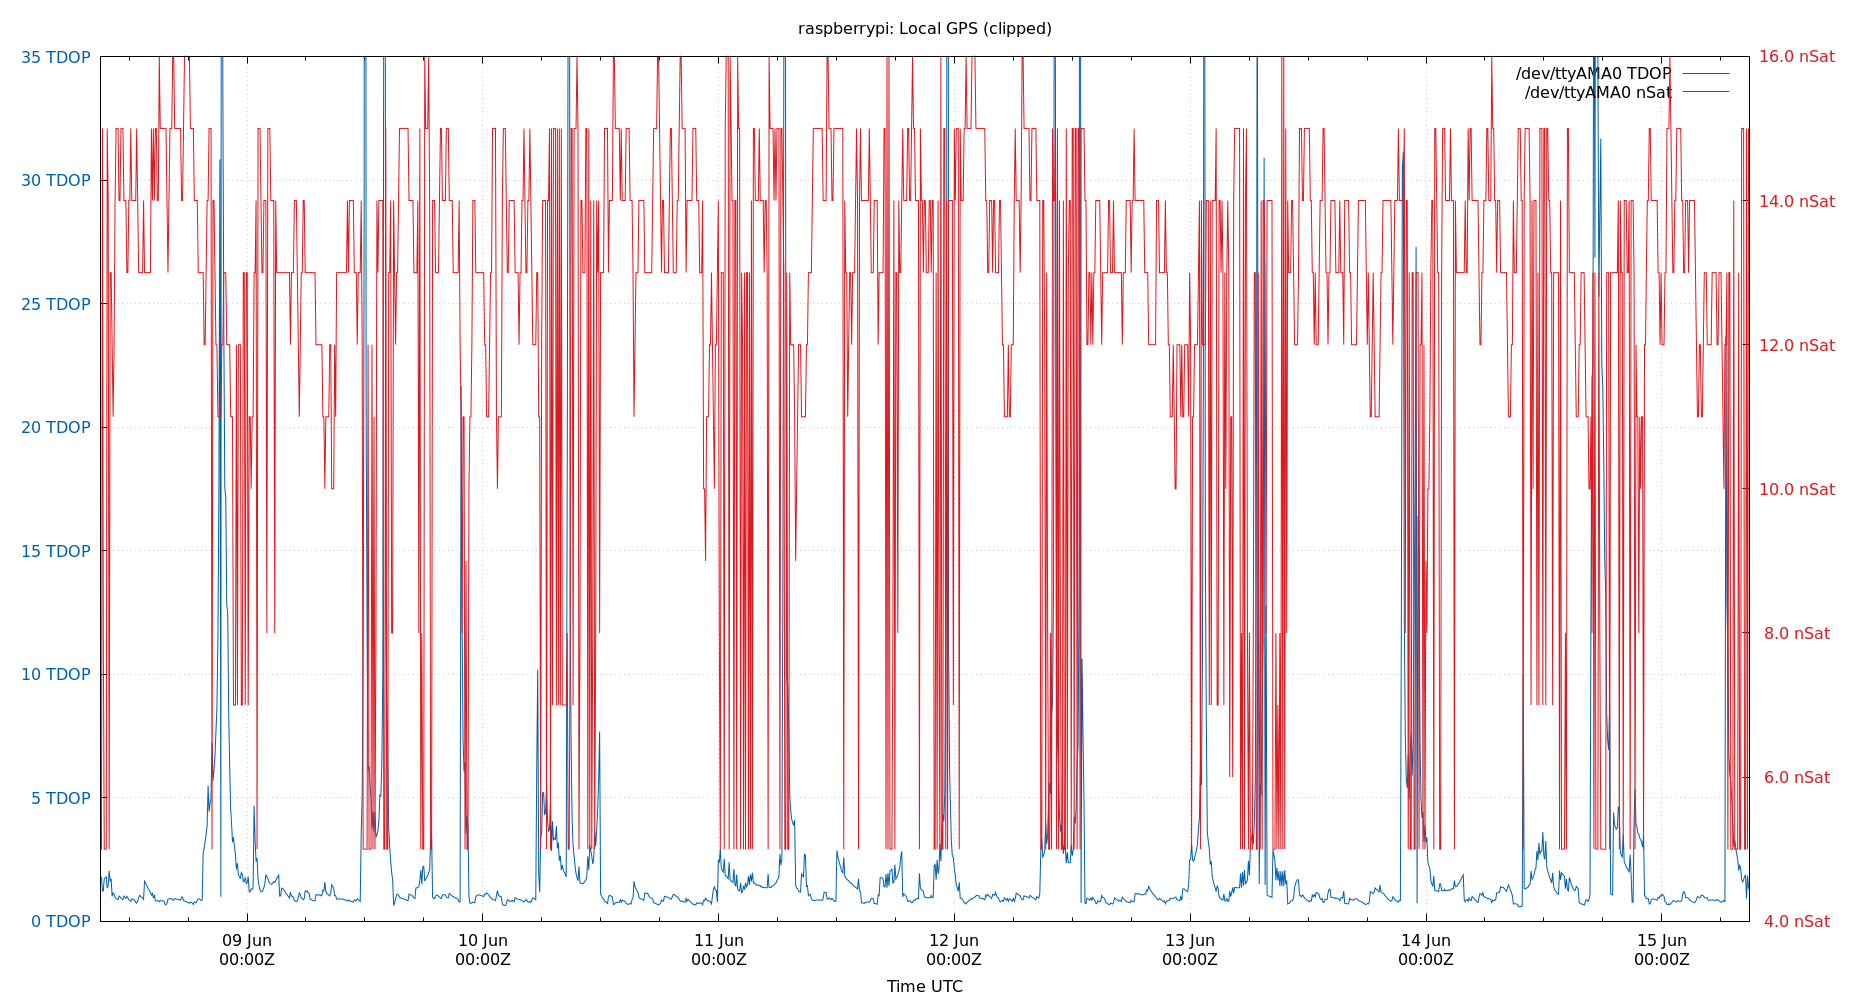 raspberrypi: Local GPS (clipped)
35 TDOP
30 TDOP
25 TDOP
20 TDOP
15 TDOP
10 TDOP
5 TDOP
0 TDOP
16.0 nSat
14.0 nSat
12.0 nSat
10.0 nSat
8.0 nSat
6.0 nSat
4.0 nSat
/dev/ttyAMA0 TDOP
/dev/ttyAMA0 nSat
09 Jun
00:00Z
10 Jun
00:00Z
11 Jun
00:00Z
12 Jun
00:00Z
13 Jun
00:00Z
14 Jun
00:00Z
15 Jun
00:00Z
Time UTC